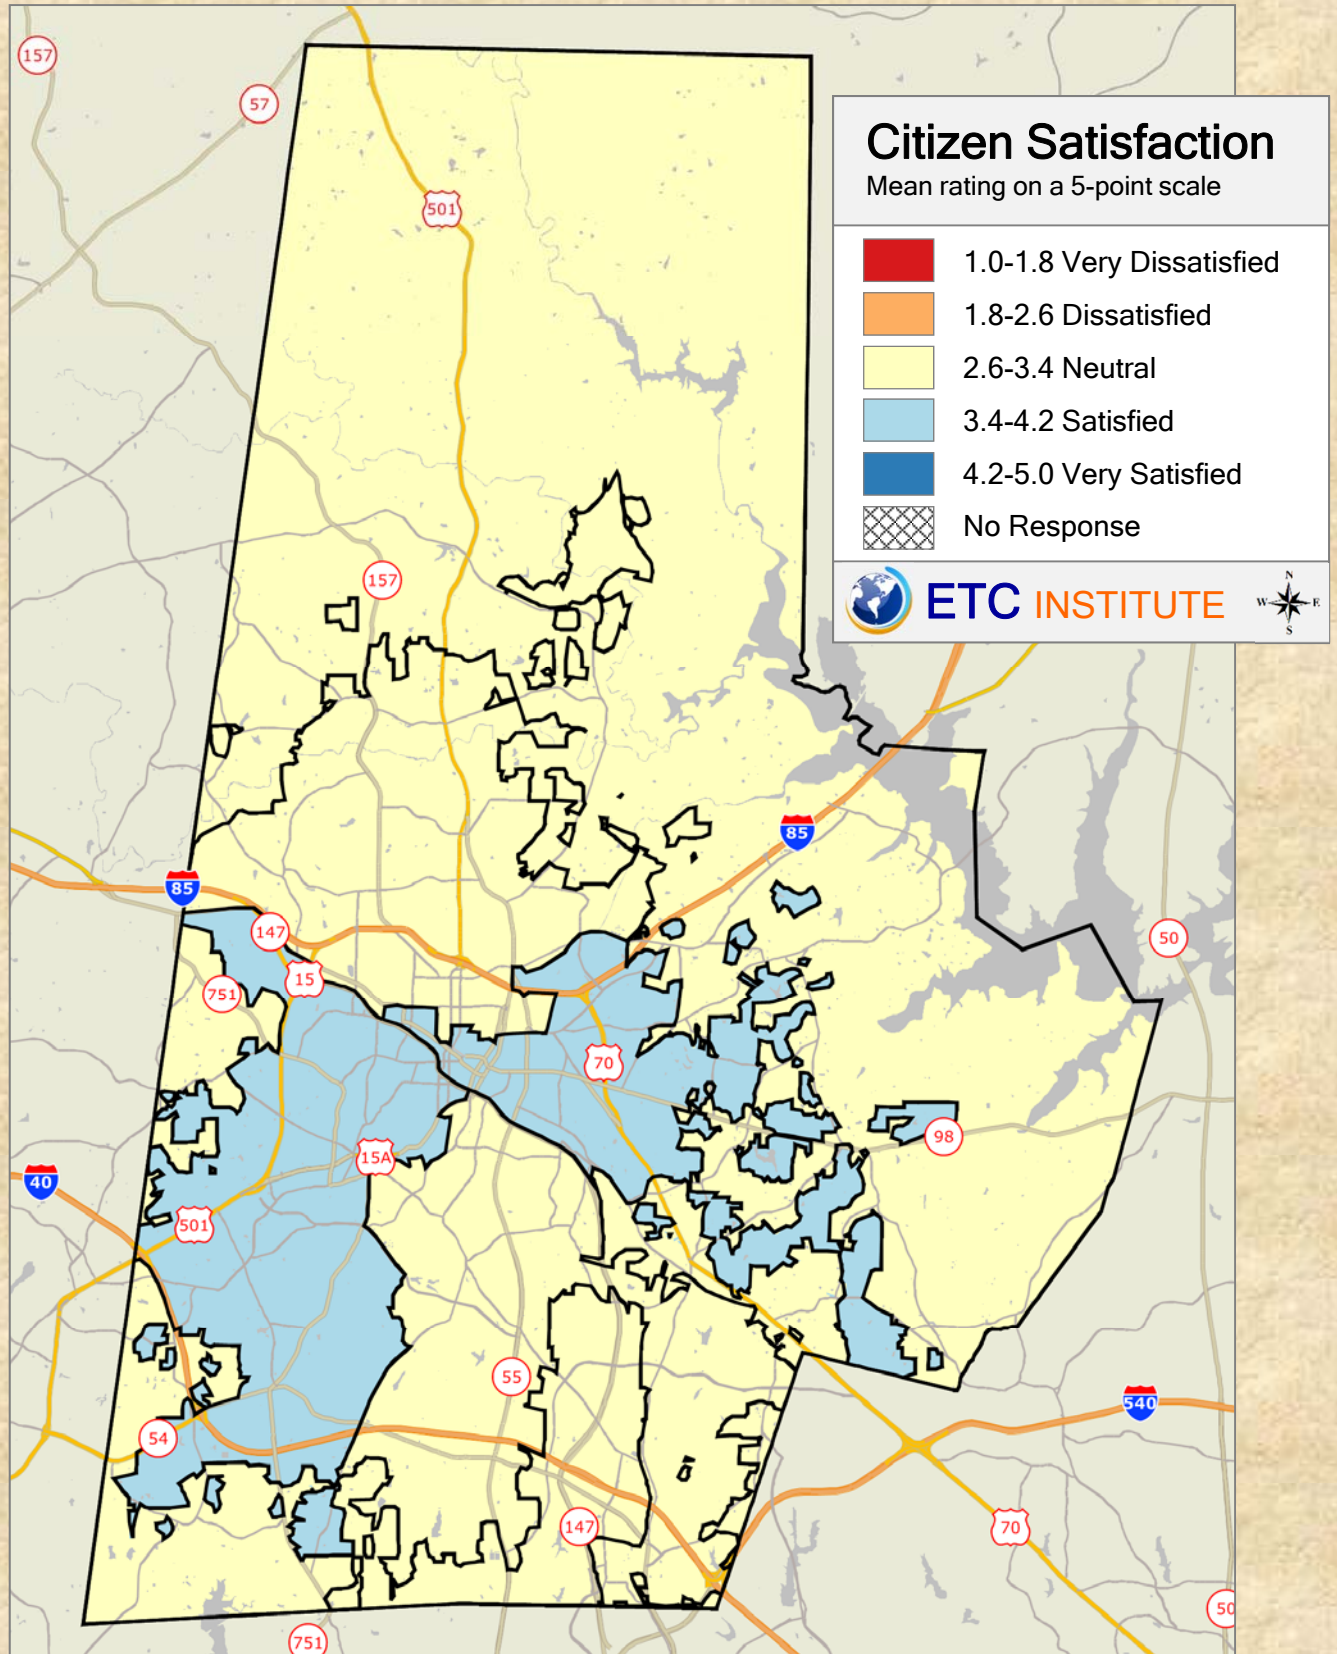 157
57
501
Citizen Satisfaction
Mean rating on a 5-point scale
1.0-1.8 Very Dissatisfied
1.8-2.6 Dissatisfied
2.6-3.4 Neutral
3.4-4.2 Satisfied
4.2-5.0 Very Satisfied
No Response
ETC INSTITUTE
N
W E
S
157
85
85
147
50
15
751
70
98
15A
40
501
55
540
54
147
70
50
751